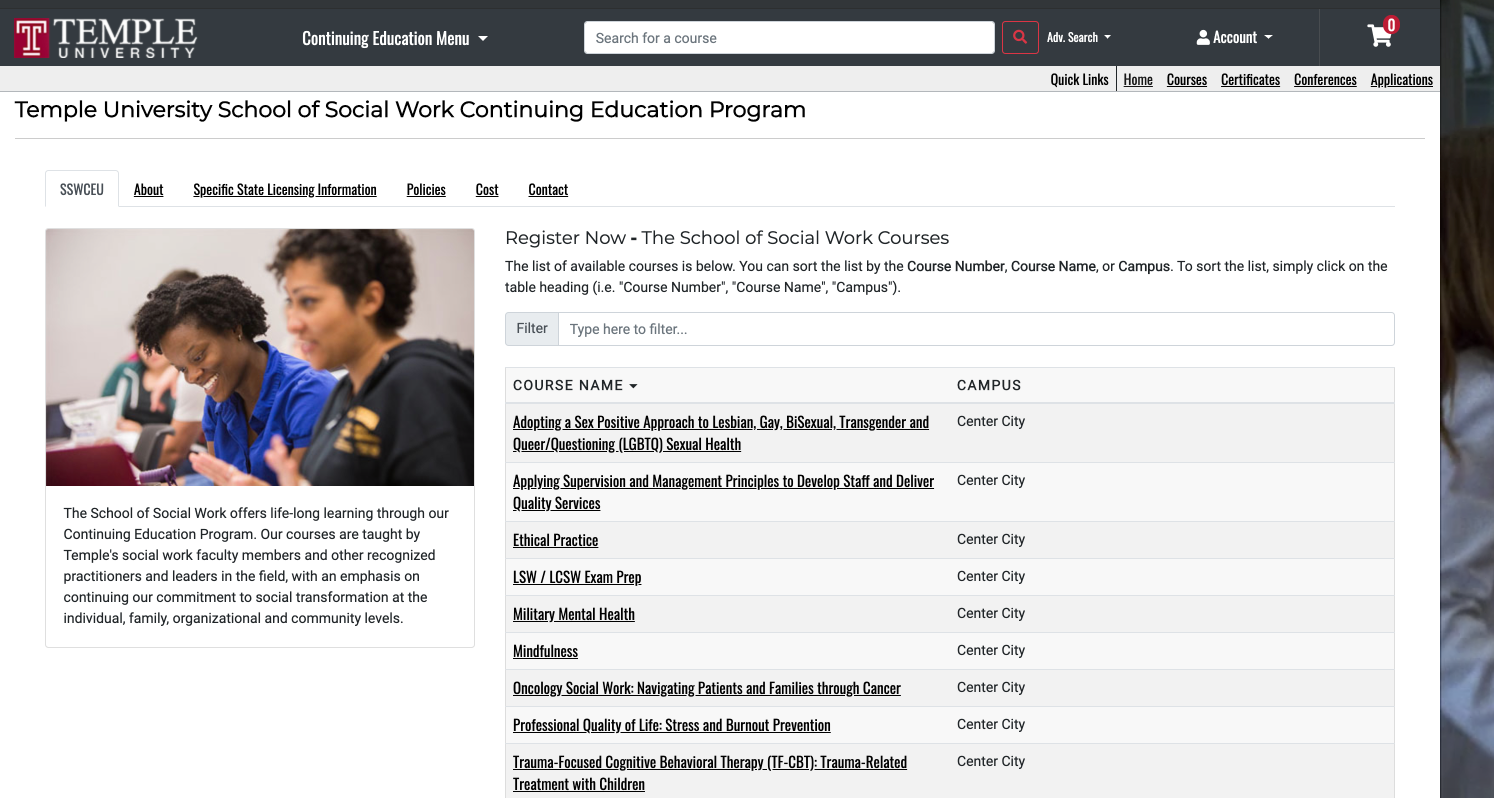 TEMPLE
UNIVERSITY
Continuing Education Menu
Search for a course
Adv. Search
Account
0
Quick Links
Home
Courses
Certificates
Conferences
Applications
Temple University School of Social Work Continuing Education Program
SSWCEU
About
Specific State Licensing Information
Policies
Cost
Contact
The School of Social Work offers life-long learning through our
Continuing Education Program. Our courses are taught by
Temple's social work faculty members and other recognized
practitioners and leaders in the field, with an emphasis on
continuing our commitment to social transformation at the
individual, family, organizational and community levels.
Register Now - The School of Social Work Courses
The list of available courses is below. You can sort the list by the Course Number, Course Name, or Campus. To sort the list, simply click on the
table heading (i.e. "Course Number", "Course Name", "Campus").
Filter
Type here to filter...
COURSE NAME
CAMPUS
Adopting a Sex Positive Approach to Lesbian, Gay, BiSexual, Transgender and
Queer/Questioning (LGBTQ) Sexual Health
Center City
Applying Supervision and Management Principles to Develop Staff and Deliver
Quality Services
Center City
Ethical Practice
Center City
LSW / LCSW Exam Prep
Center City
Military Mental Health
Center City
Mindfulness
Center City
Oncology Social Work: Navigating Patients and Families through Cancer
Center City
Professional Quality of Life: Stress and Burnout Prevention
Center City
Trauma-Focused Cognitive Behavioral Therapy (TF-CBT): Trauma-Related
Treatment with Children
Center City